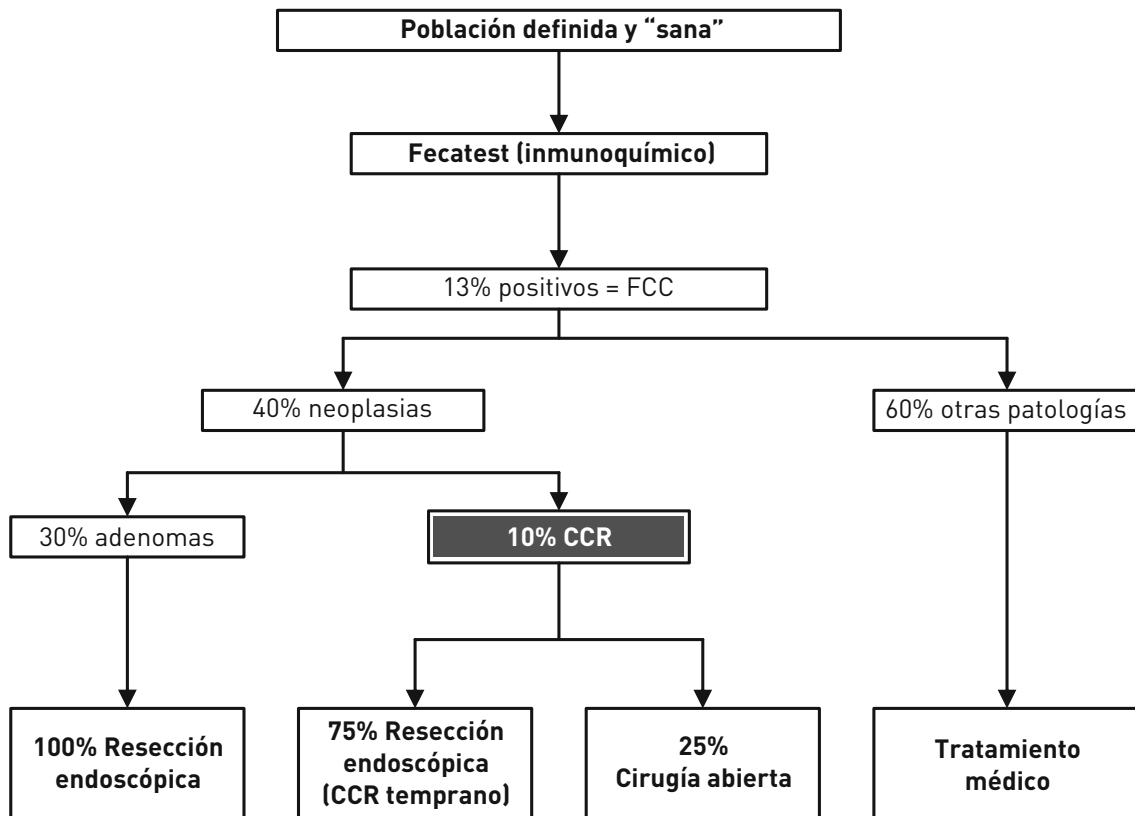 Población definida y “sana”
Fecatest (inmunoquímico)
13% positivos = FCC
40% neoplasias
60% otras patologías
30% adenomas
10% CCR
100% Resección
endoscópica
75% Resección
endoscópica
(CCR temprano)
25%
Cirugía abierta
Tratamiento
médico